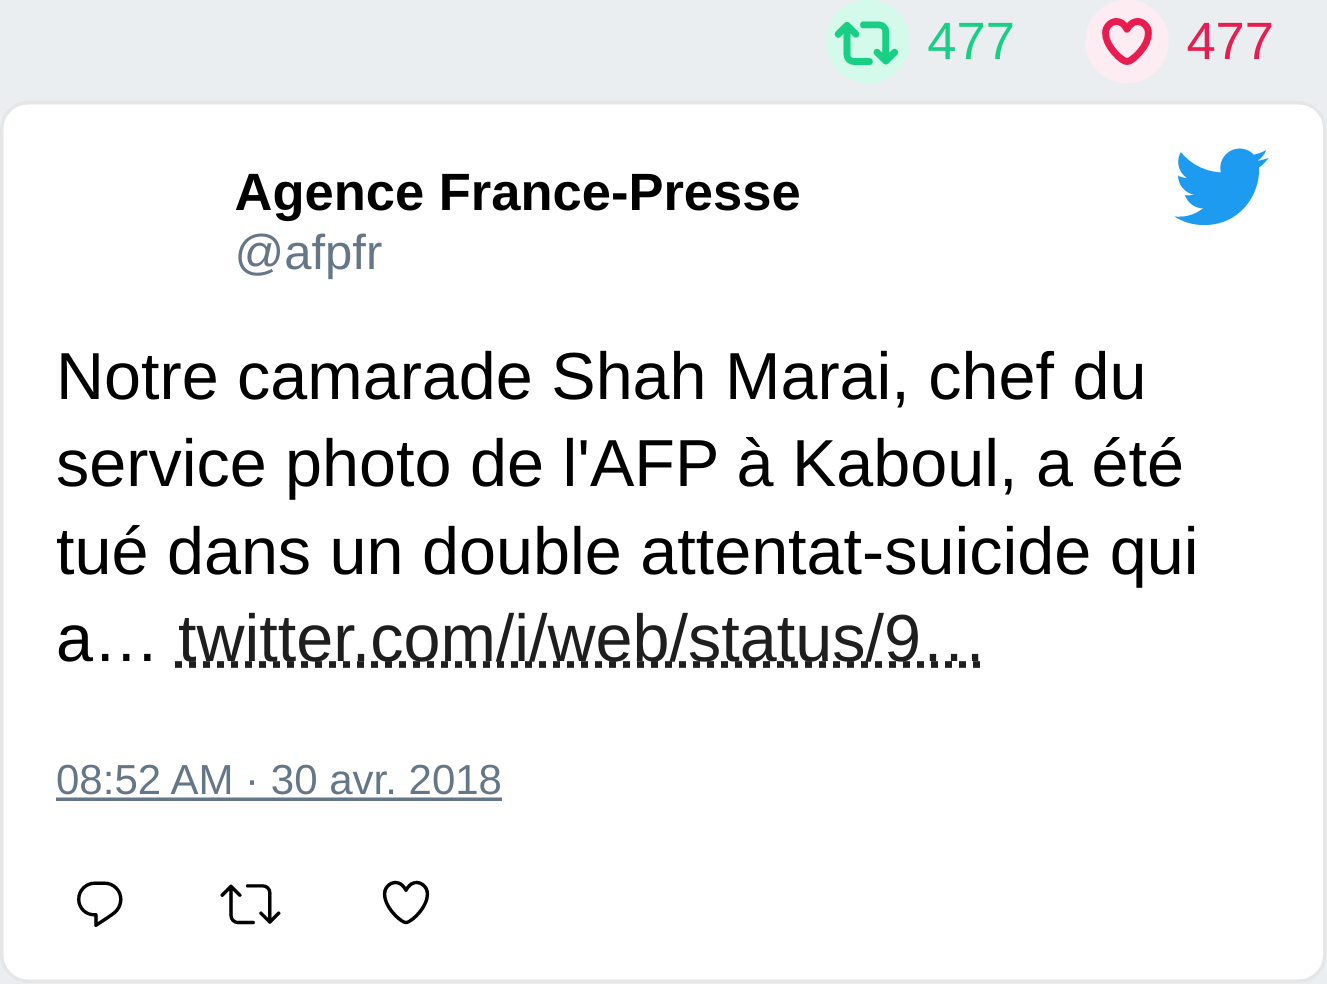 477 477
Agence France-Presse
@afpfr
Notre camarade Shah Marai, chef du
service photo de l'AFP à Kaboul, a été
tué dans un double attentat-suicide qui
a… twitter.com/i/web/status/9…
08:52 AM · 30 avr. 2018